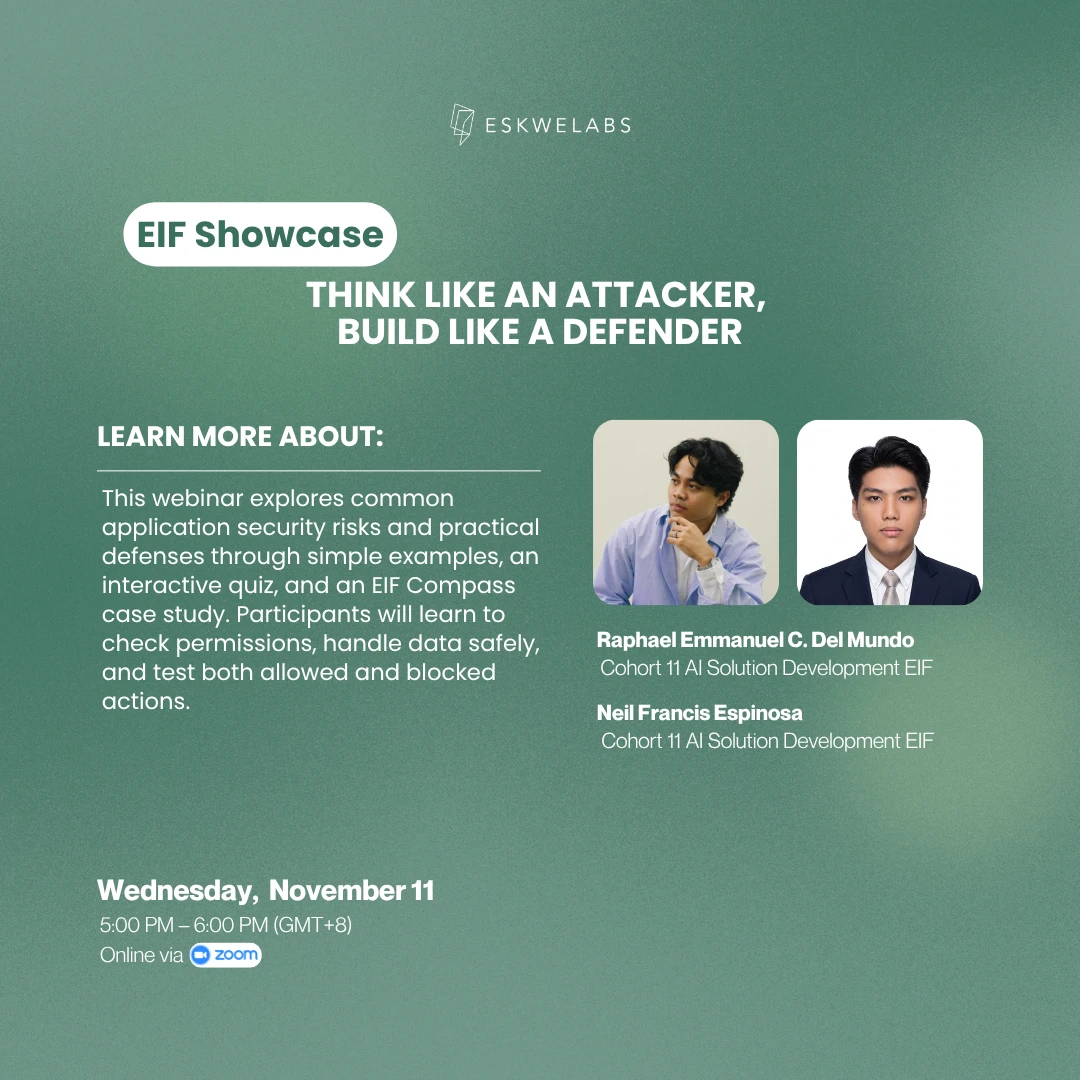 ESKWELABS
EIF Showcase
THINK LIKE AN ATTACKER,
BUILD LIKE A DEFENDER
LEARN MORE ABOUT:
This webinar explores common
application security risks and practical
defenses through simple examples, an
interactive quiz, and an EIF Compass
case study. Participants will learn to
check permissions, handle data safely,
and test both allowed and blocked
actions.
Raphael Emmanuel C. Del Mundo
Cohort 11 AI Solution Development EIF
Neil Francis Espinosa
Cohort 11 AI Solution Development EIF
Wednesday, November 11
5:00 PM – 6:00 PM (GMT+8)
Online via zoom